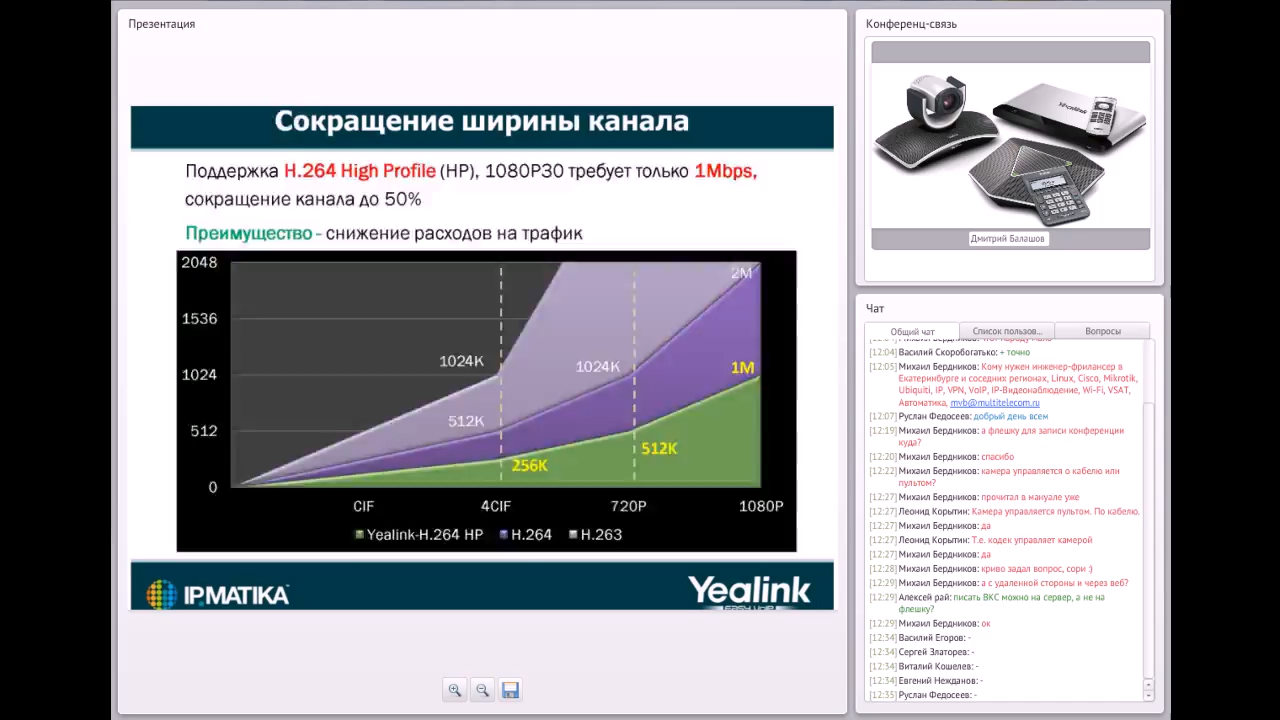 Презентация
Сокращение ширины канала
Поддержка H.264 High Profile (HP), 1080P30 требует только 1Mbps,
сокращение канала до 50%
Преимущество - снижение расходов на трафик
2048
1536
1024
512
0
1024K
512K
256K
1024K
512K
2M
1M
CIF
4CIF
720P
1080P
Yealink-H.264 HP
H.264
H.263
IPMATIKA
Yealink
EASY VoIP
Конференц-связь
Yealink
Дмитрий Балашов
Чат
Общий чат
Список пользов...
Вопросы
[12:04] Василий Скоробогатько: + точно
[12:05] Михаил Бердников: Кому нужен инженер-фрилансер в
Екатеринбурге и соседних регионах, Linux, Cisco, Mikrotik,
Ubiquiti, IP, VPN, VoIP, IP-Видеонаблюдение, Wi-Fi, VSAT,
Автоматика, mvb@multitelecom.ru
[12:07] Руслан Федосеев: добрый день всем
[12:19] Михаил Бердников: а флешку для записи конференции
куда?
[12:20] Михаил Бердников: спасибо
[12:22] Михаил Бердников: камера управляется о кабелю или
пультом?
[12:27] Михаил Бердников: прочитал в мануале уже
[12:27] Леонид Корытин: Камера управляется пультом. По кабелю.
[12:27] Михаил Бердников: да
[12:27] Леонид Корытин: Т.е. кодек управляет камерой
[12:27] Михаил Бердников: да
[12:28] Михаил Бердников: криво задал вопрос, сори :)
[12:29] Михаил Бердников: а с удаленной стороны и через веб?
[12:29] Алексей рай: писать ВКС можно на сервер, а не на
флешку?
[12:29] Михаил Бердников: ок
[12:34] Василий Егоров: -
[12:34] Сергей Златорев: -
[12:34] Виталий Кошелев: -
[12:34] Евгений Нежданов: -
[12:35] Руслан Федосеев: -